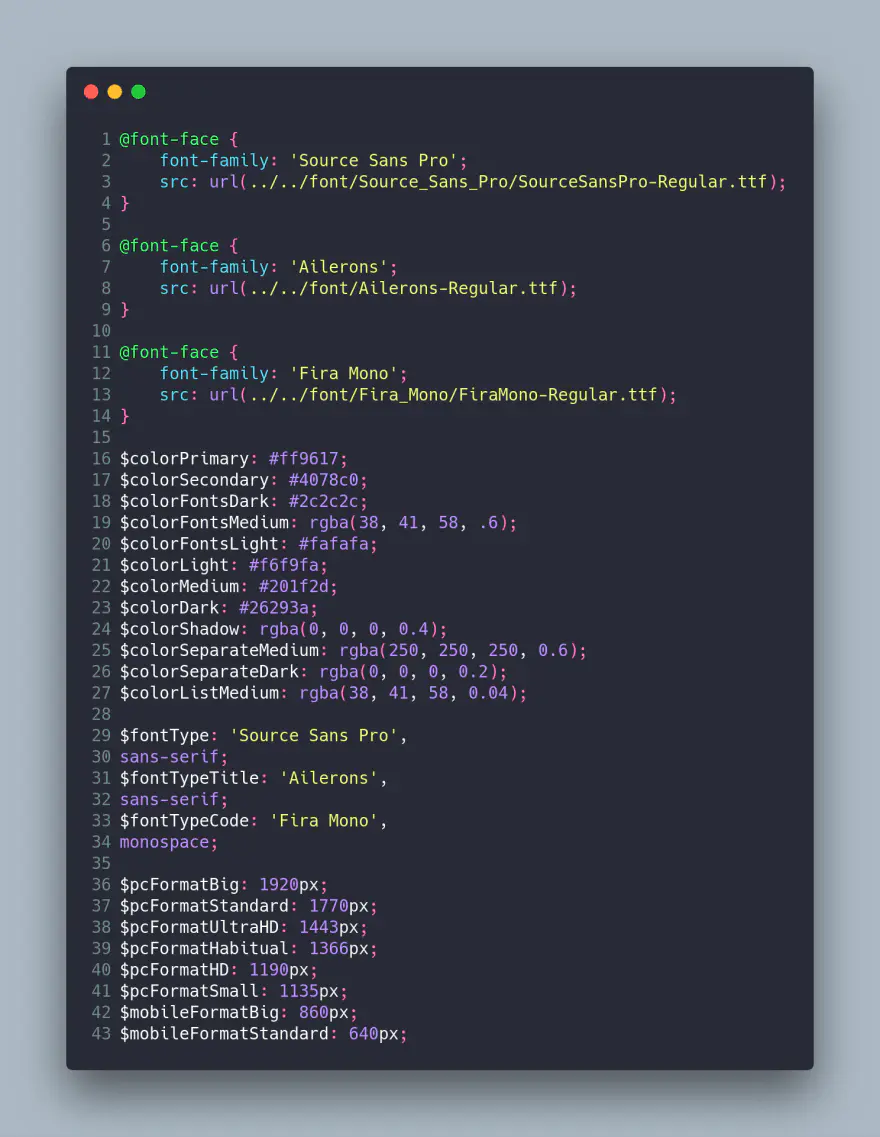 1 @font-face {
2     font-family: 'Source Sans Pro';
3     src: url(../../font/Source_Sans_Pro/SourceSansPro-Regular.ttf);
4 }
5
6 @font-face {
7     font-family: 'Ailerons';
8     src: url(../../font/Ailerons-Regular.ttf);
9 }
10
11 @font-face {
12     font-family: 'Fira Mono';
13     src: url(../../font/Fira_Mono/FiraMono-Regular.ttf);
14 }
15
16 $colorPrimary: #ff9617;
17 $colorSecondary: #4078c0;
18 $colorFontsDark: #2c2c2c;
19 $colorFontsMedium: rgba(38, 41, 58, .6);
20 $colorFontsLight: #fafafa;
21 $colorLight: #f6f9fa;
22 $colorMedium: #201f2d;
23 $colorDark: #26293a;
24 $colorShadow: rgba(0, 0, 0, 0.4);
25 $colorSeparateMedium: rgba(250, 250, 250, 0.6);
26 $colorSeparateDark: rgba(0, 0, 0, 0.2);
27 $colorListMedium: rgba(38, 41, 58, 0.04);
28
29 $fontType: 'Source Sans Pro',
30 sans-serif;
31 $fontTypeTitle: 'Ailerons',
32 sans-serif;
33 $fontTypeCode: 'Fira Mono',
34 monospace;
35
36 $pcFormatBig: 1920px;
37 $pcFormatStandard: 1770px;
38 $pcFormatUltraHD: 1443px;
39 $pcFormatHabitual: 1366px;
40 $pcFormatHD: 1190px;
41 $pcFormatSmall: 1135px;
42 $mobileFormatBig: 860px;
43 $mobileFormatStandard: 640px;